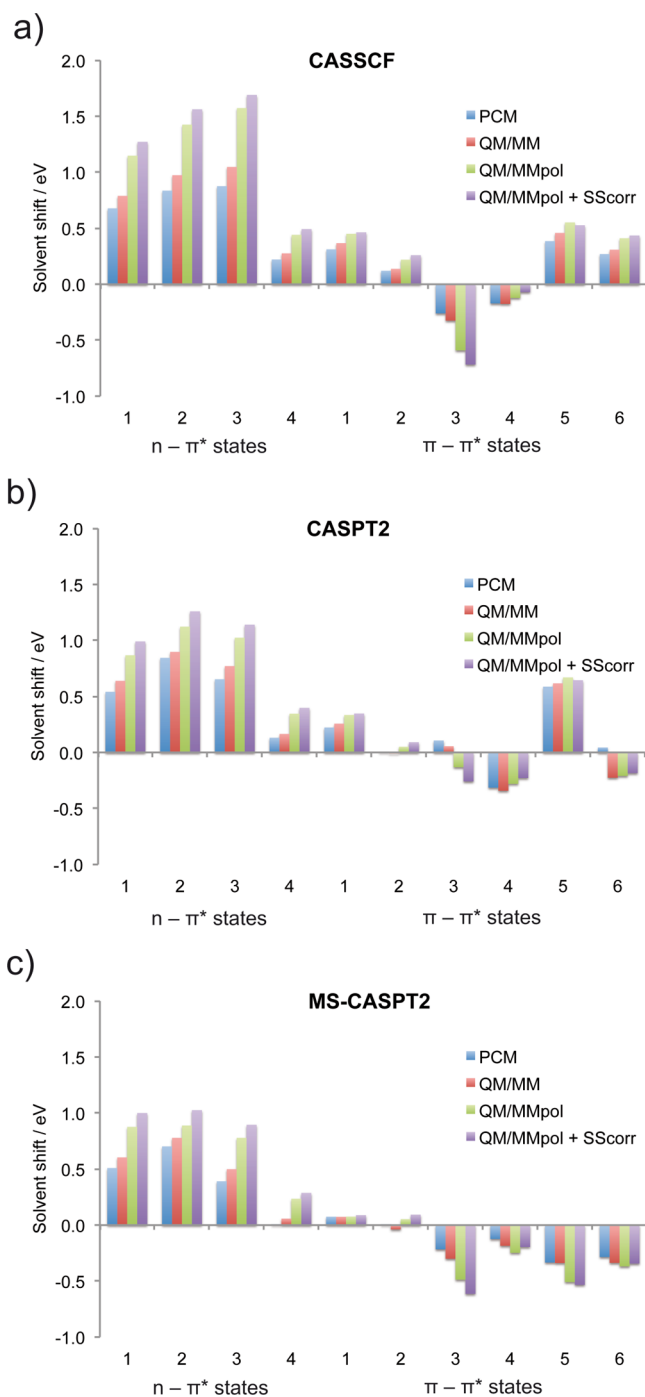 a)
CASSCF
2.0
1.5
1.0
0.5
0.0
-0.5
-1.0
Solvent shift / eV
PCM
QM/MM
QM/MMpol
QM/MMpol + SScorr
1 2 3 4 1 2 3 4 5 6
n – π* states π – π* states
b)
CASPT2
2.0
1.5
1.0
0.5
0.0
-0.5
-1.0
Solvent shift / eV
PCM
QM/MM
QM/MMpol
QM/MMpol + SScorr
1 2 3 4 1 2 3 4 5 6
n – π* states π – π* states
c)
MS-CASPT2
2.0
1.5
1.0
0.5
0.0
-0.5
-1.0
Solvent shift / eV
PCM
QM/MM
QM/MMpol
QM/MMpol + SScorr
1 2 3 4 1 2 3 4 5 6
n – π* states π – π* states